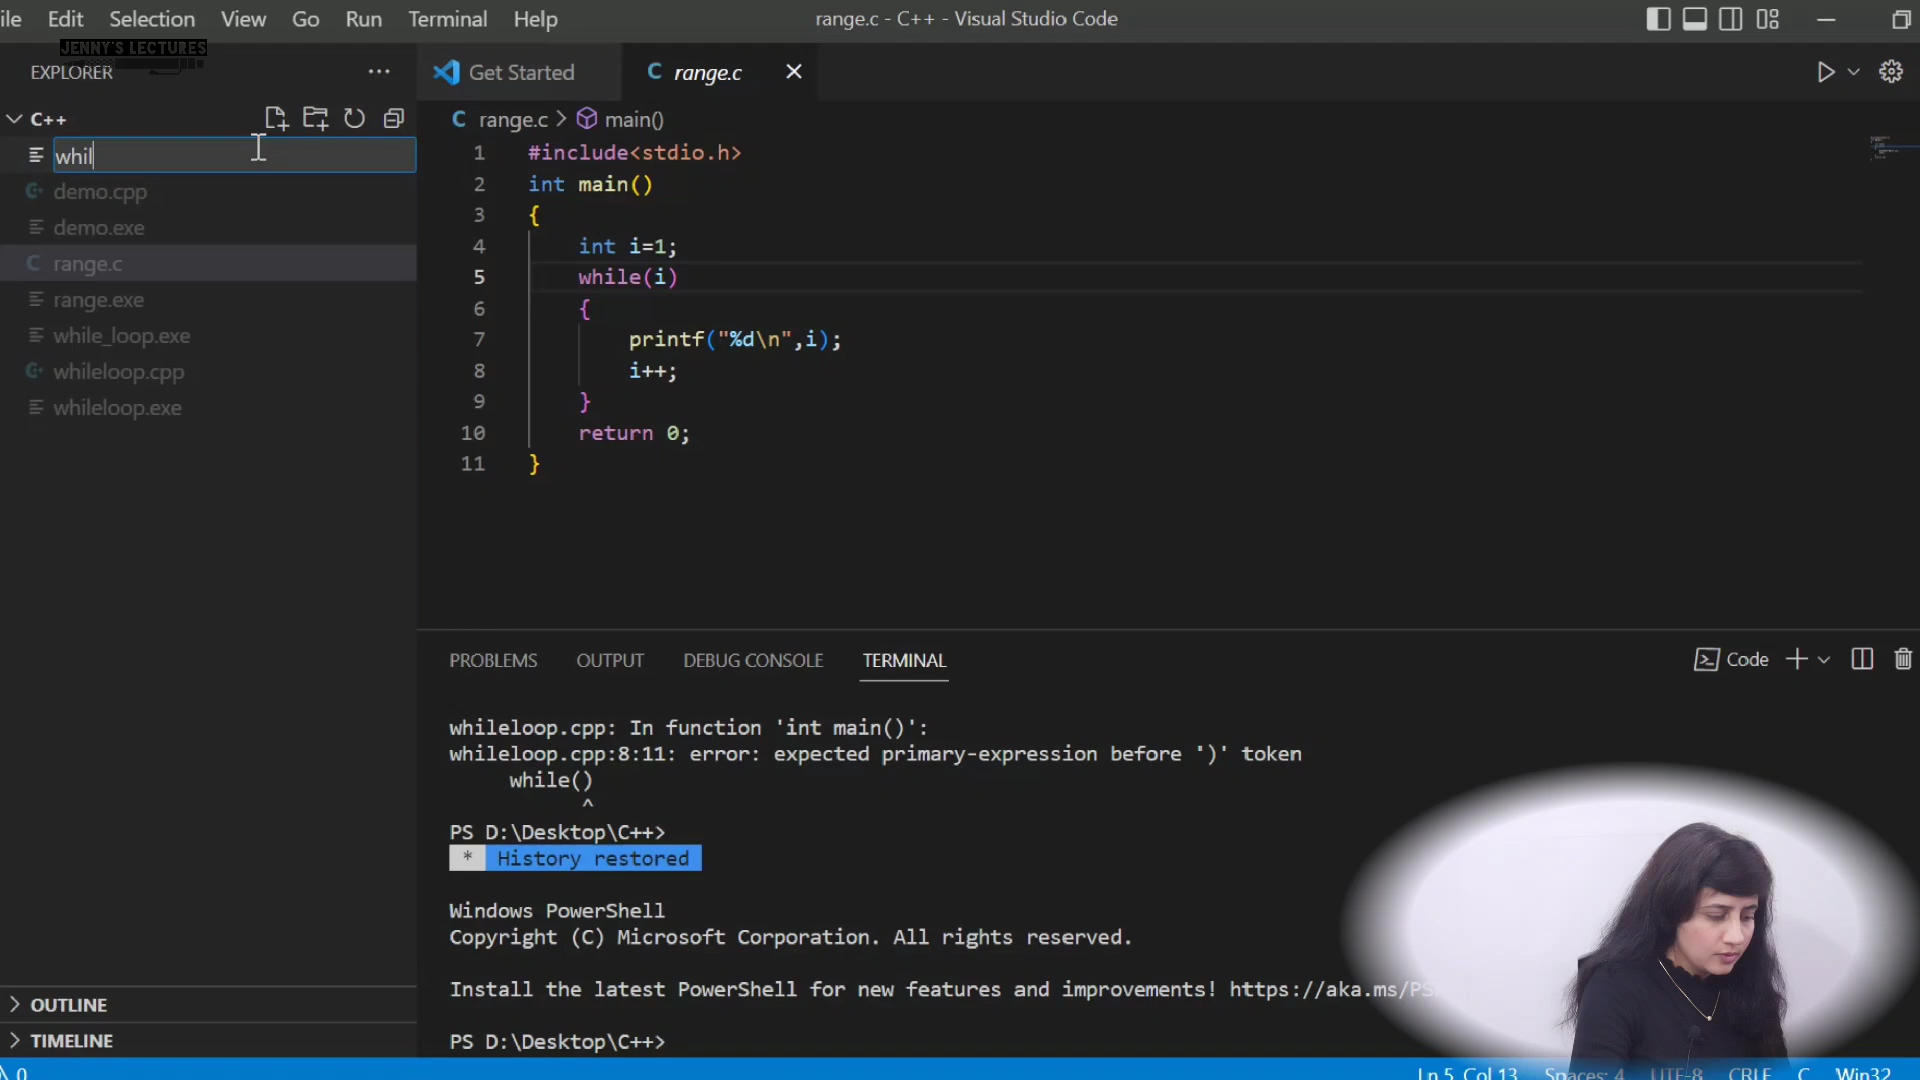 ile Edit Selection View Go Run Terminal Help
range.c - C++ - Visual Studio Code
JENNY'S LECTURES
EXPLORER
C++
whil
demo.cpp
demo.exe
range.c
range.exe
while_loop.exe
whileloop.cpp
whileloop.exe
OUTLINE
TIMELINE
Get Started
C range.c
C range.c > main()
1 #include<stdio.h>
2 int main()
3 {
4 int i=1;
5 while(i)
6 {
7 printf("%d\n",i);
8 i++;
9 }
10 return 0;
11 }
PROBLEMS OUTPUT DEBUG CONSOLE TERMINAL
Code
whileloop.cpp: In function 'int main()':
whileloop.cpp:8:11: error: expected primary-expression before ')' token
while()
^
PS D:\Desktop\C++>
* History restored
Windows PowerShell
Copyright (C) Microsoft Corporation. All rights reserved.
Install the latest PowerShell for new features and improvements! https://aka.ms/PS
PS D:\Desktop\C++>
0
Ln 5, Col 13 Spaces: 4 UTF-8 CRLF C Win32